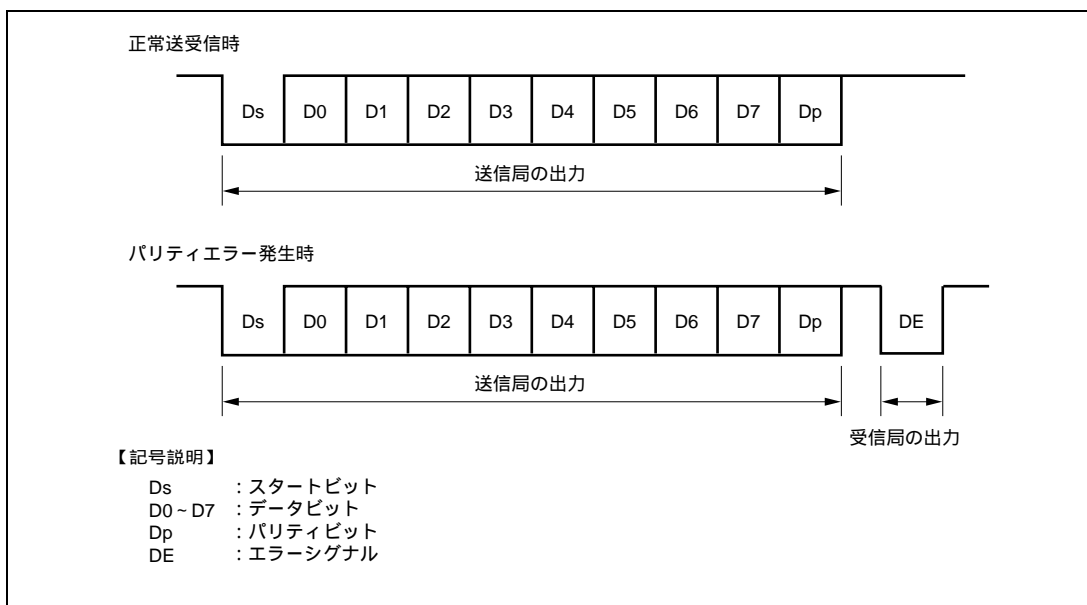 正常送受信時
Ds D0 D1 D2 D3 D4 D5 D6 D7 Dp
送信局の出力
パリティエラー発生時
Ds D0 D1 D2 D3 D4 D5 D6 D7 Dp DE
送信局の出力
受信局の出力
【記号説明】
Ds : スタートビット
D0～D7 : データビット
Dp : パリティビット
DE : エラーシグナル